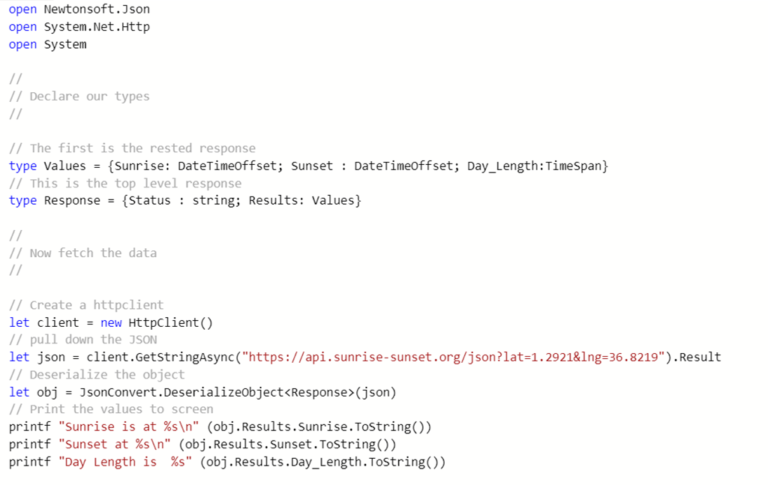 open Newtonsoft.Json
open System.Net.Http
open System
//
// Declare our types
//
// The first is the rested response
type Values = {Sunrise: DateTimeOffset; Sunset : DateTimeOffset; Day_Length:TimeSpan}
// This is the top level response
type Response = {Status : string; Results: Values}
//
// Now fetch the data
//
// Create a httpclient
let client = new HttpClient()
// pull down the JSON
let json = client.GetStringAsync("https://api.sunrise-sunset.org/json?lat=1.2921&lng=36.8219").Result
// Deserialize the object
let obj = JsonConvert.DeserializeObject<Response>(json)
// Print the values to screen
printf "Sunrise is at %s\n" (obj.Results.Sunrise.ToString())
printf "Sunset at %s\n" (obj.Results.Sunset.ToString())
printf "Day Length is  %s" (obj.Results.Day_Length.ToString())